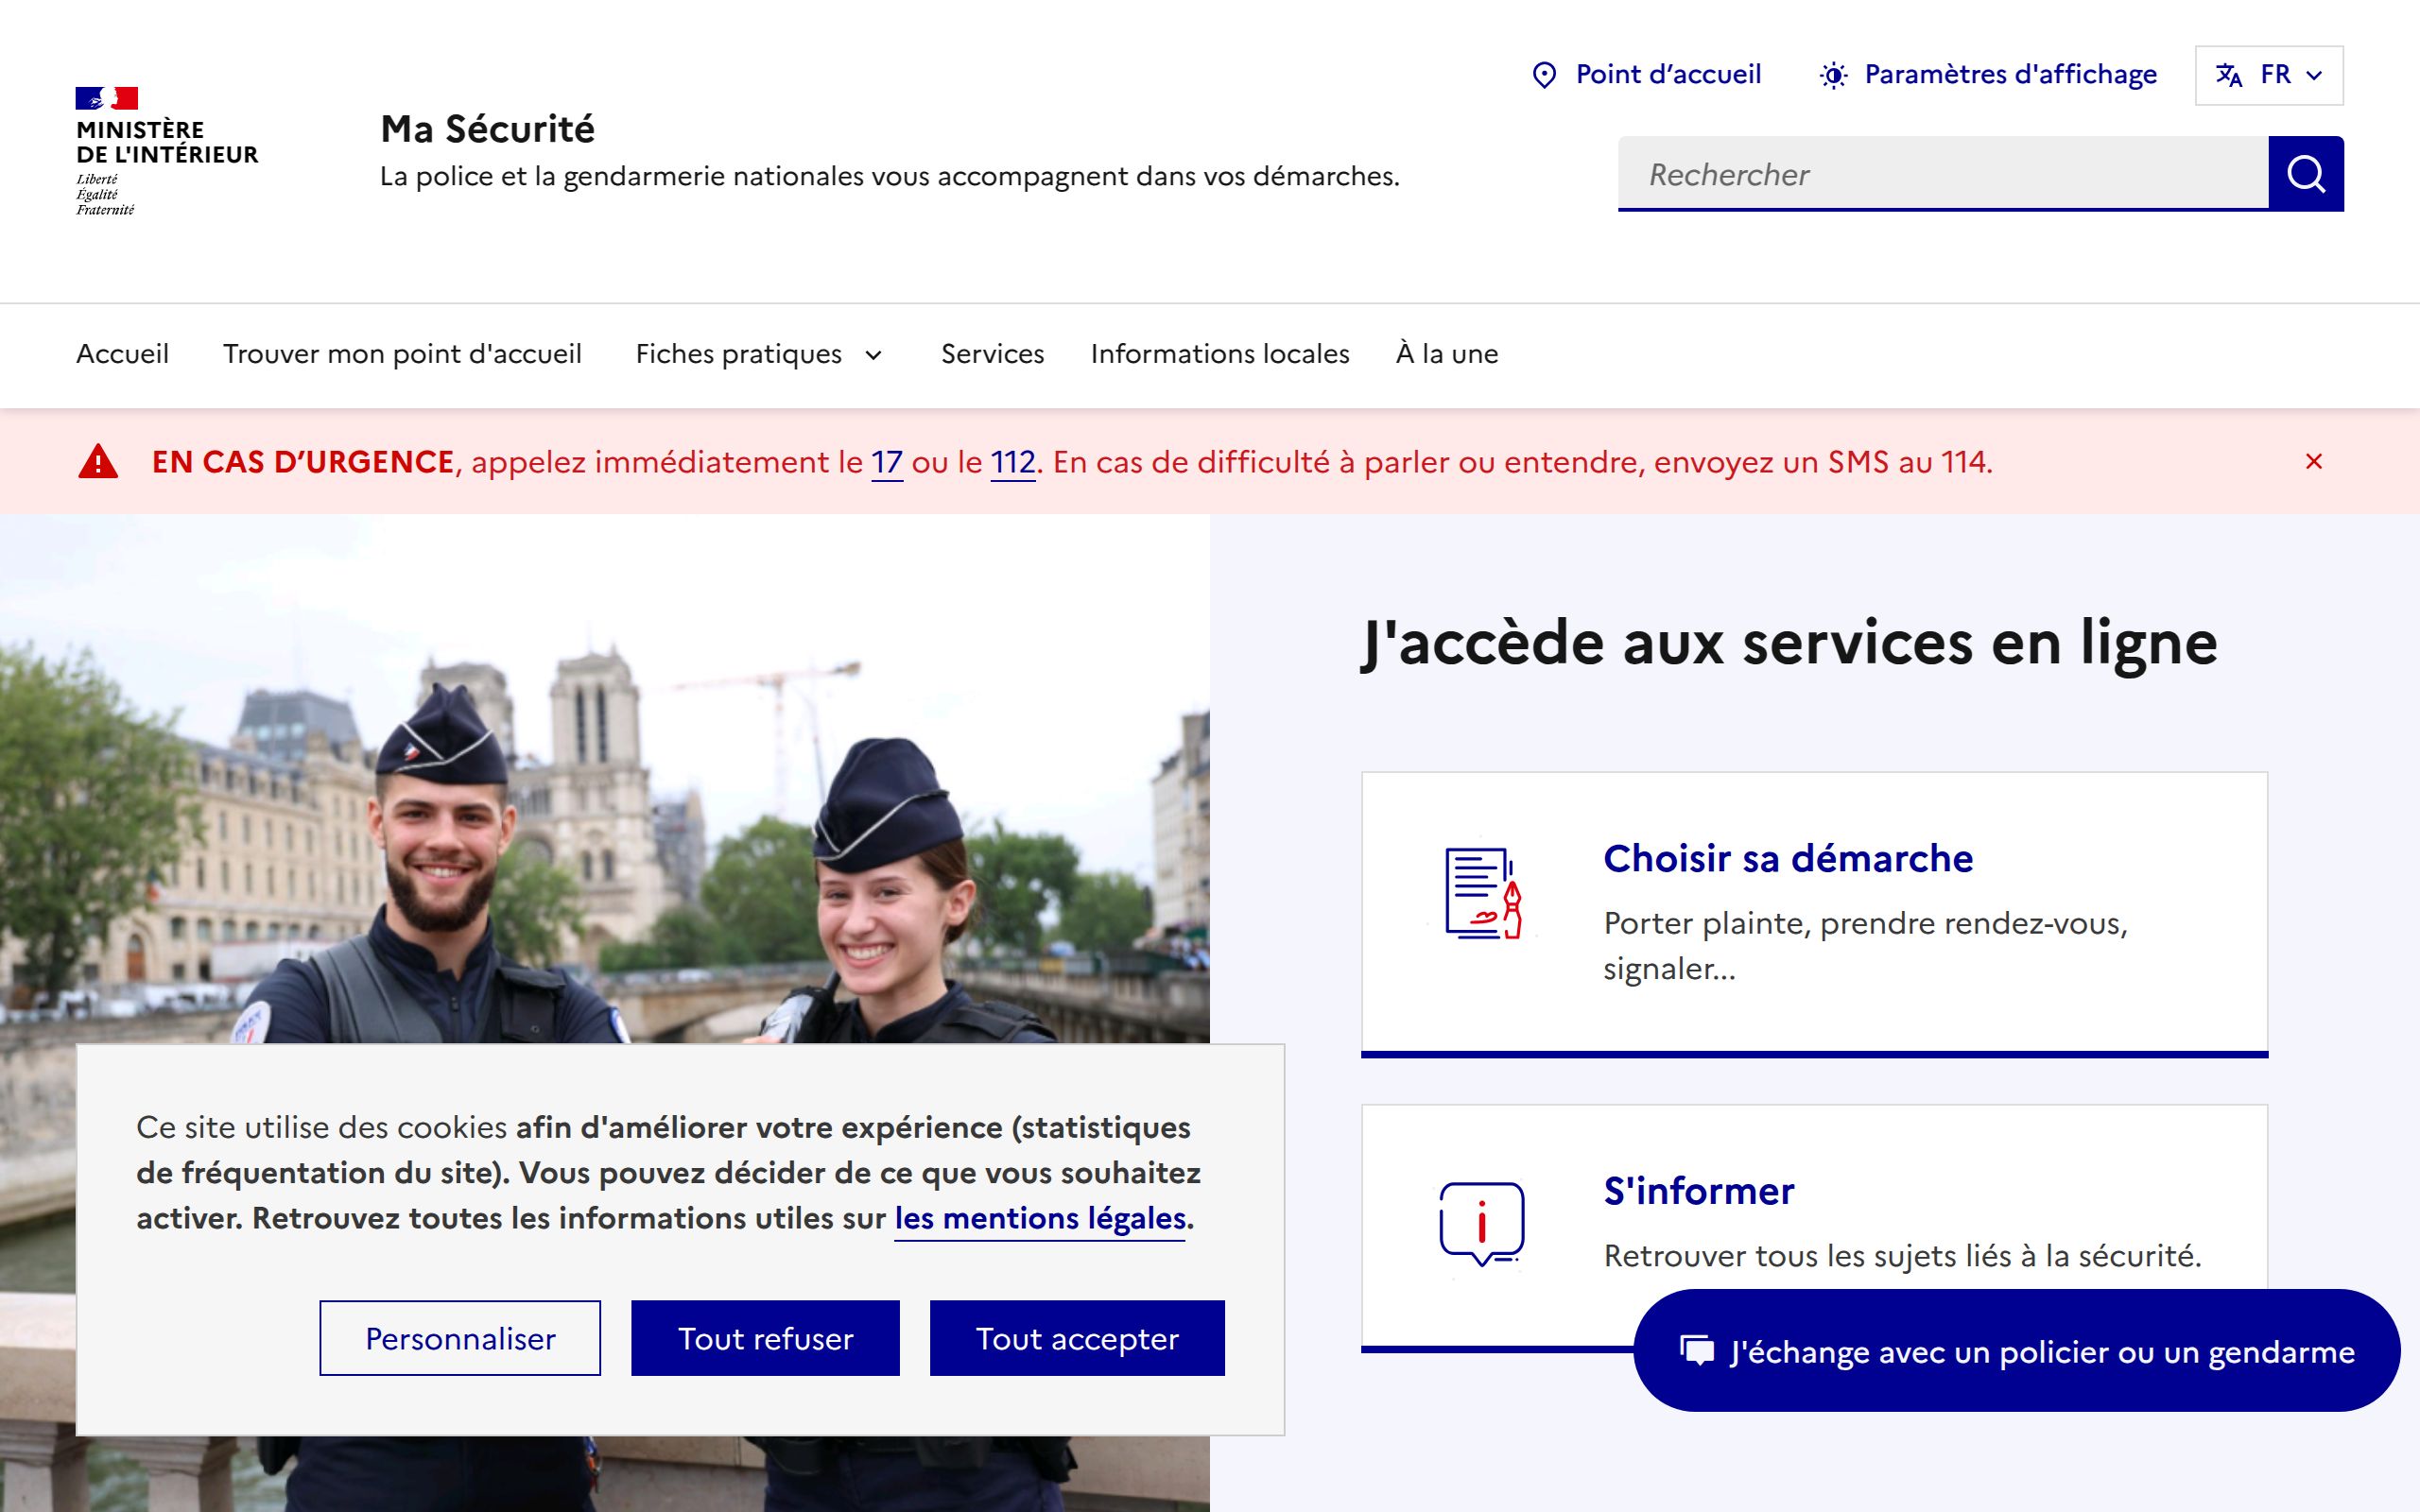 MINISTÈRE
DE L'INTÉRIEUR
Liberté
Égalité
Fraternité
Ma Sécurité
La police et la gendarmerie nationales vous accompagnent dans vos démarches.
Point d’accueil
Paramètres d'affichage
FR
Rechercher
Accueil
Trouver mon point d'accueil
Fiches pratiques
Services
Informations locales
À la une
EN CAS D’URGENCE, appelez immédiatement le 17 ou le 112. En cas de difficulté à parler ou entendre, envoyez un SMS au 114.
J'accède aux services en ligne
Choisir sa démarche
Porter plainte, prendre rendez-vous,
signaler...
S'informer
Retrouver tous les sujets liés à la sécurité.
Ce site utilise des cookies afin d'améliorer votre expérience (statistiques
de fréquentation du site). Vous pouvez décider de ce que vous souhaitez
activer. Retrouvez toutes les informations utiles sur les mentions légales.
Personnaliser
Tout refuser
Tout accepter
J'échange avec un policier ou un gendarme